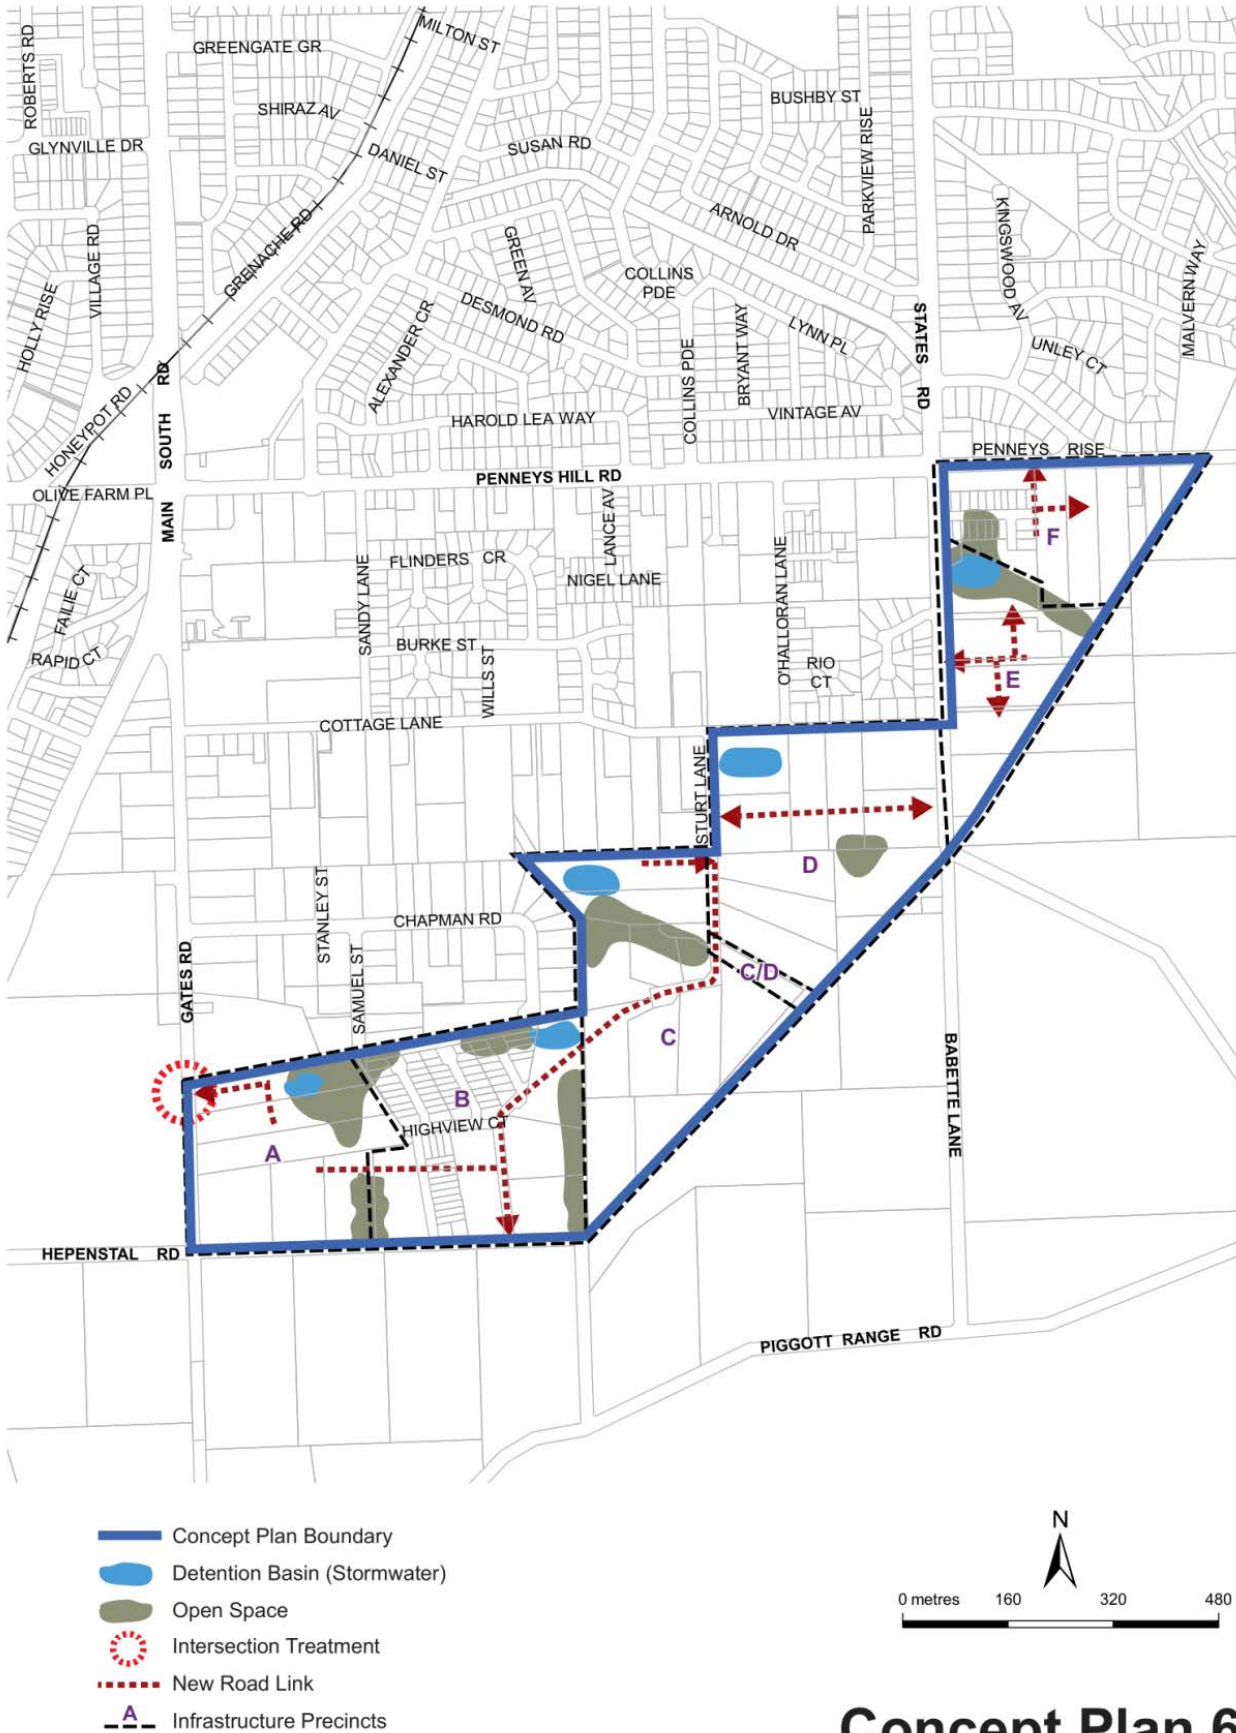 ROBERTS RD
GREENGATE GR
MILTON ST
SHIRAZ AV
BUSHBY ST
GLYNVILLE DR
DANIEL ST
SUSAN RD
PARKVIEW RISE
VILLAGE RD
GRENACHE RD
GREEN AV
ARNOLD DR
KINGSWOOD AV
HOLLY RISE
COLLINS
PDE
MALVERN WAY
ALEXANDER CR
DESMOND RD
LYNN PL
STATES
RD
UNLEY CT
BRYANT WAY
COLLINS PDE
HONEYPOT RD
MAIN SOUTH RD
HAROLD LEA WAY
VINTAGE AV
PENNEYS RISE
OLIVE FARM PL
PENNEYS HILL RD
LANCE AV
F
SANDY LANE
FLINDERS CR
NIGEL LANE
O'HALLORAN LANE
FAILIE CT
RAPID CT
BURKE ST
WILLS ST
RIO
CT
E
COTTAGE LANE
STURT LANE
D
STANLEY ST
CHAPMAN RD
GATES RD
SAMUEL ST
C/D
C
BABETTE LANE
B
HIGHVIEW CT
A
HEPENSTAL RD
PIGGOTT RANGE RD
Concept Plan Boundary
Detention Basin (Stormwater)
Open Space
Intersection Treatment
New Road Link
A
Infrastructure Precincts
N
0 metres 160 320 480
Concept Plan 6